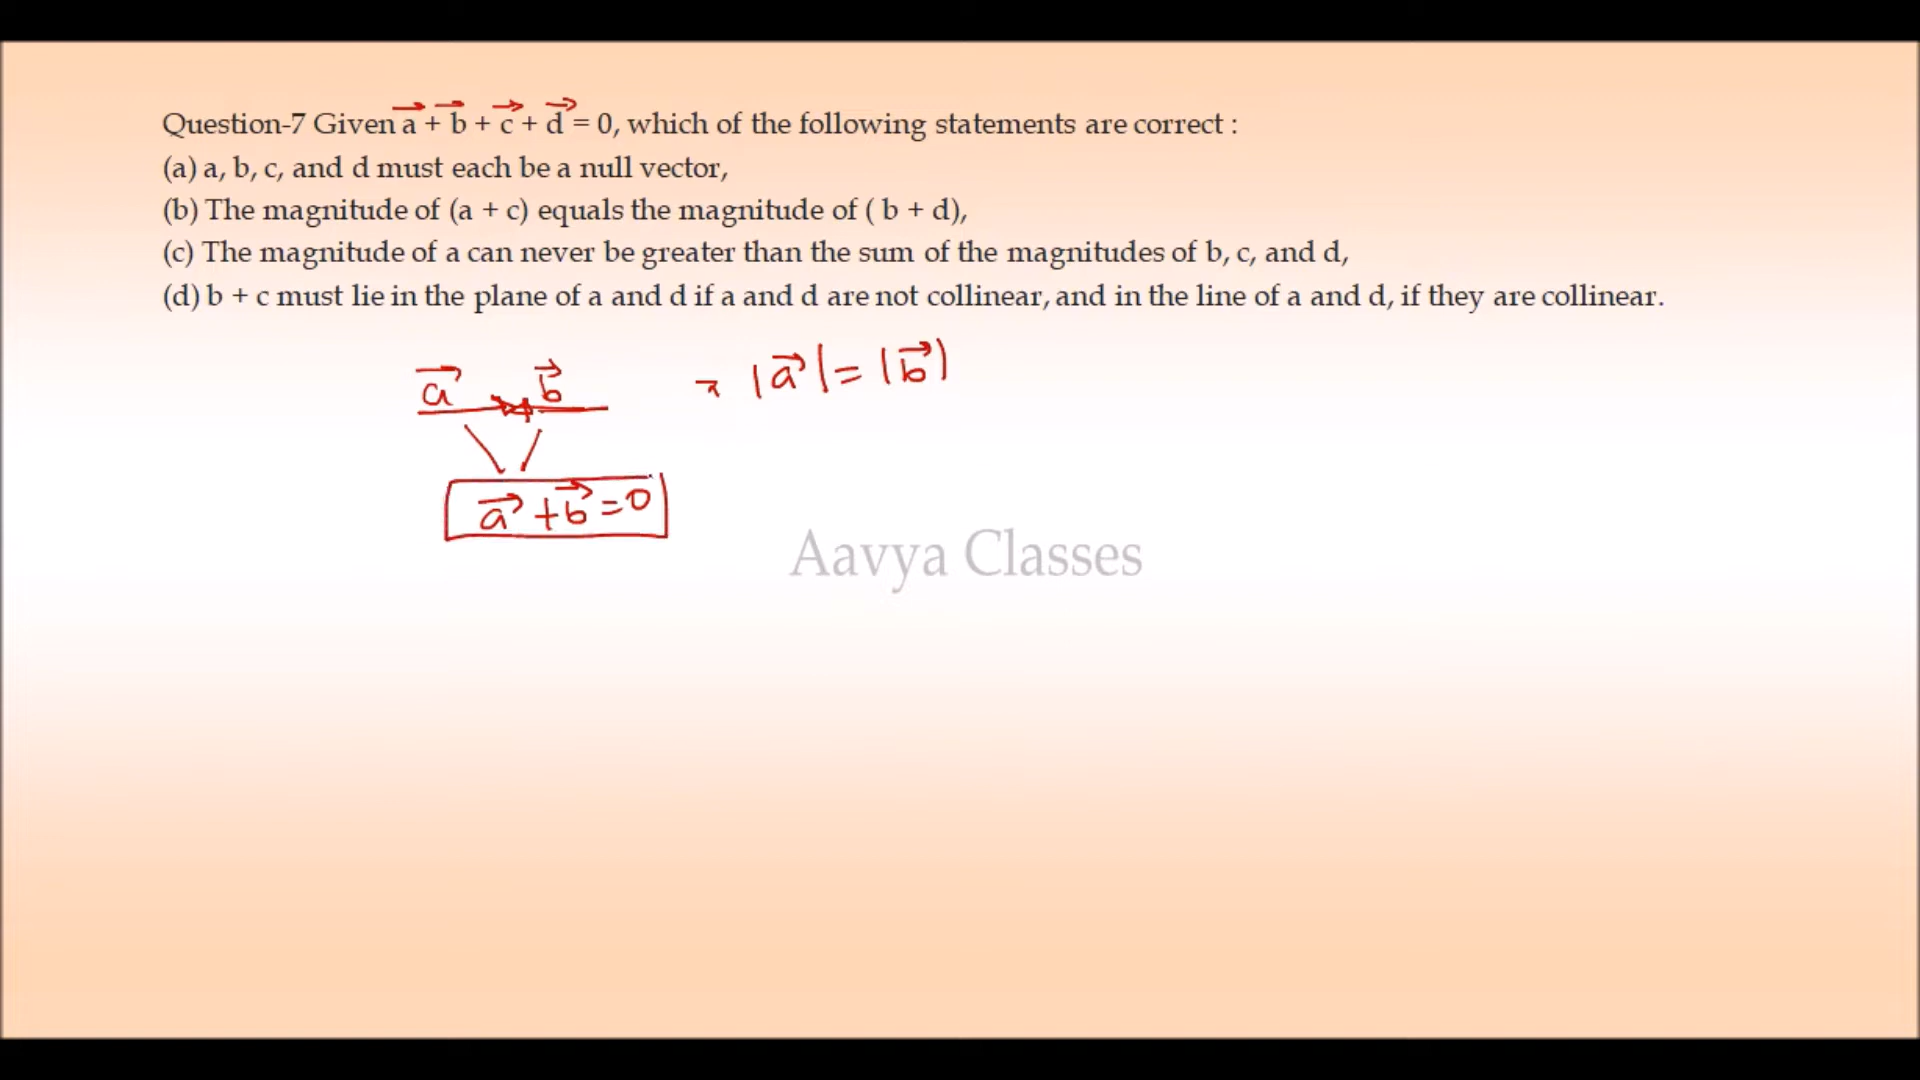 Question-7 Given a⃗ + b⃗ + c⃗ + d⃗ = 0, which of the following statements are correct :
(a) a, b, c, and d must each be a null vector,
(b) The magnitude of (a + c) equals the magnitude of ( b + d),
(c) The magnitude of a can never be greater than the sum of the magnitudes of b, c, and d,
(d) b + c must lie in the plane of a and d if a and d are not collinear, and in the line of a and d, if they are collinear.
a⃗ b⃗ |a⃗| = |b⃗|
a⃗ + b⃗ = 0
Aavya Classes